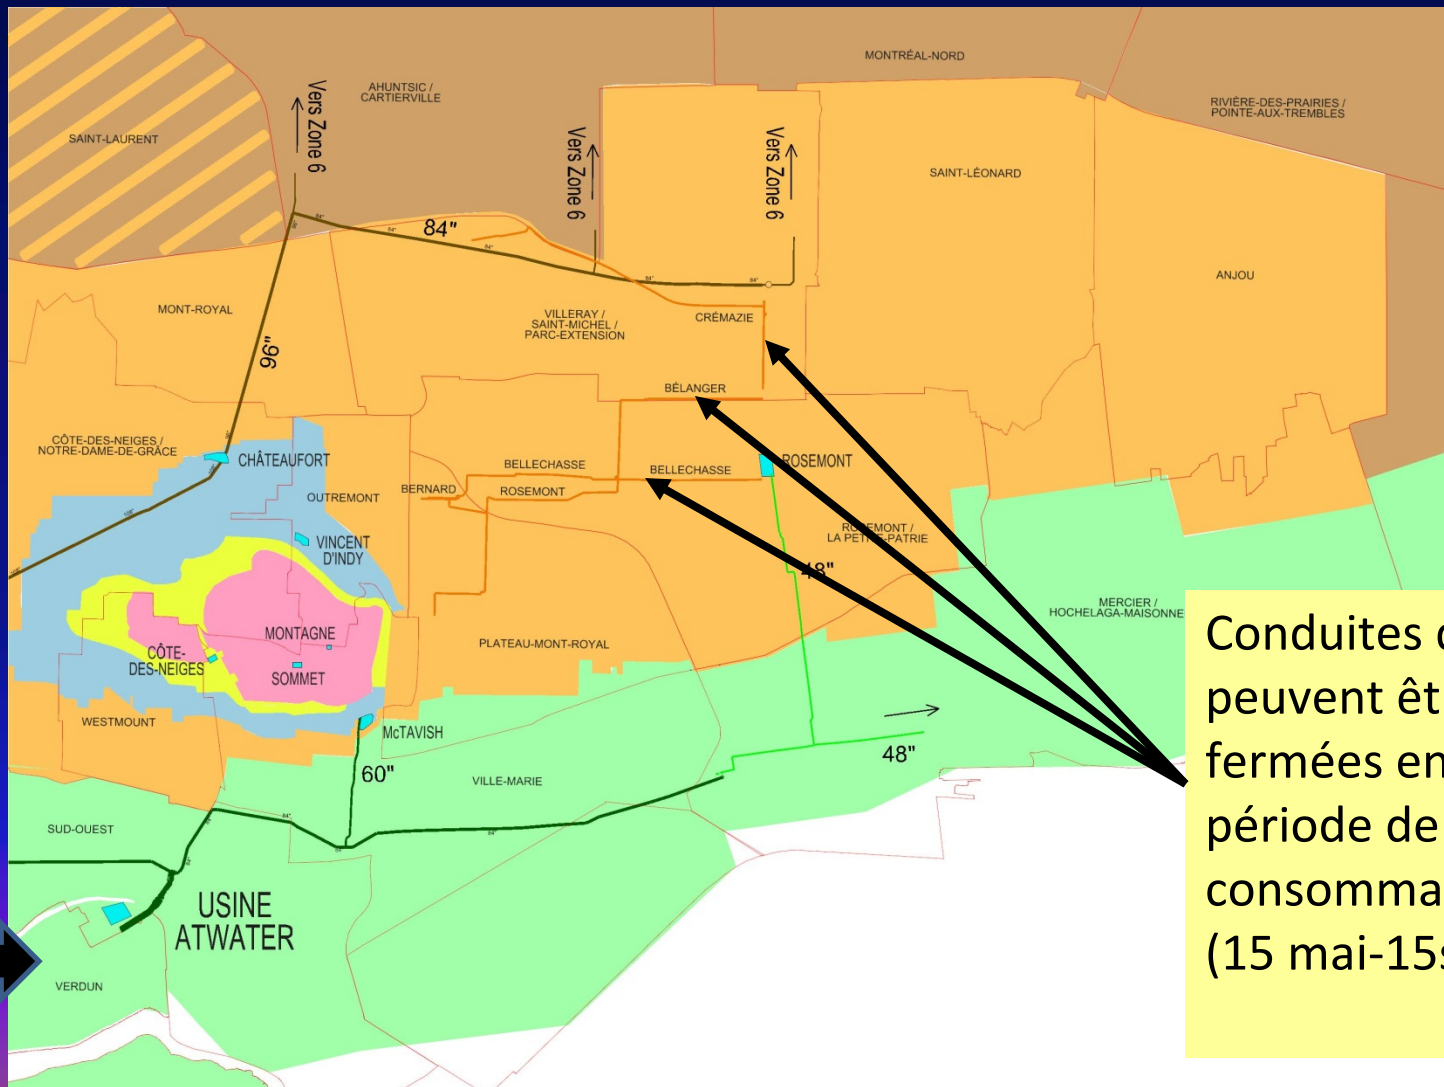 MONTRÉAL-NORD
AHUNTSIC /
CARTIERVILLE
RIVIÈRE-DES-PRAIRIES /
POINTE-AUX-TREMBLES
SAINT-LAURENT
Vers Zone 6
Vers Zone 6
Vers Zone 6
SAINT-LÉONARD
84"
ANJOU
MONT-ROYAL
VILLERAY /
SAINT-MICHEL /
PARC-EXTENSION
CRÉMAZIE
96"
BÉLANGER
CÔTE-DES-NEIGES /
NOTRE-DAME-DE-GRÂCE
CHÂTEAUFORT
BELLECHASSE
BELLECHASSE
ROSEMONT
BERNARD
ROSEMONT
OUTREMONT
VINCENT
D'INDY
ROSEMONT /
LA PETITE-PATRIE
48"
MERCIER /
HOCHELAGA-MAISONNE
MONTAGNE
CÔTE-
DES-NEIGES
SOMMET
PLATEAU-MONT-ROYAL
WESTMOUNT
McTAVISH
60"
VILLE-MARIE
48"
SUD-OUEST
USINE
ATWATER
VERDUN
Conduites
peuvent êt
fermées en
période de
consomma
(15 mai-15s